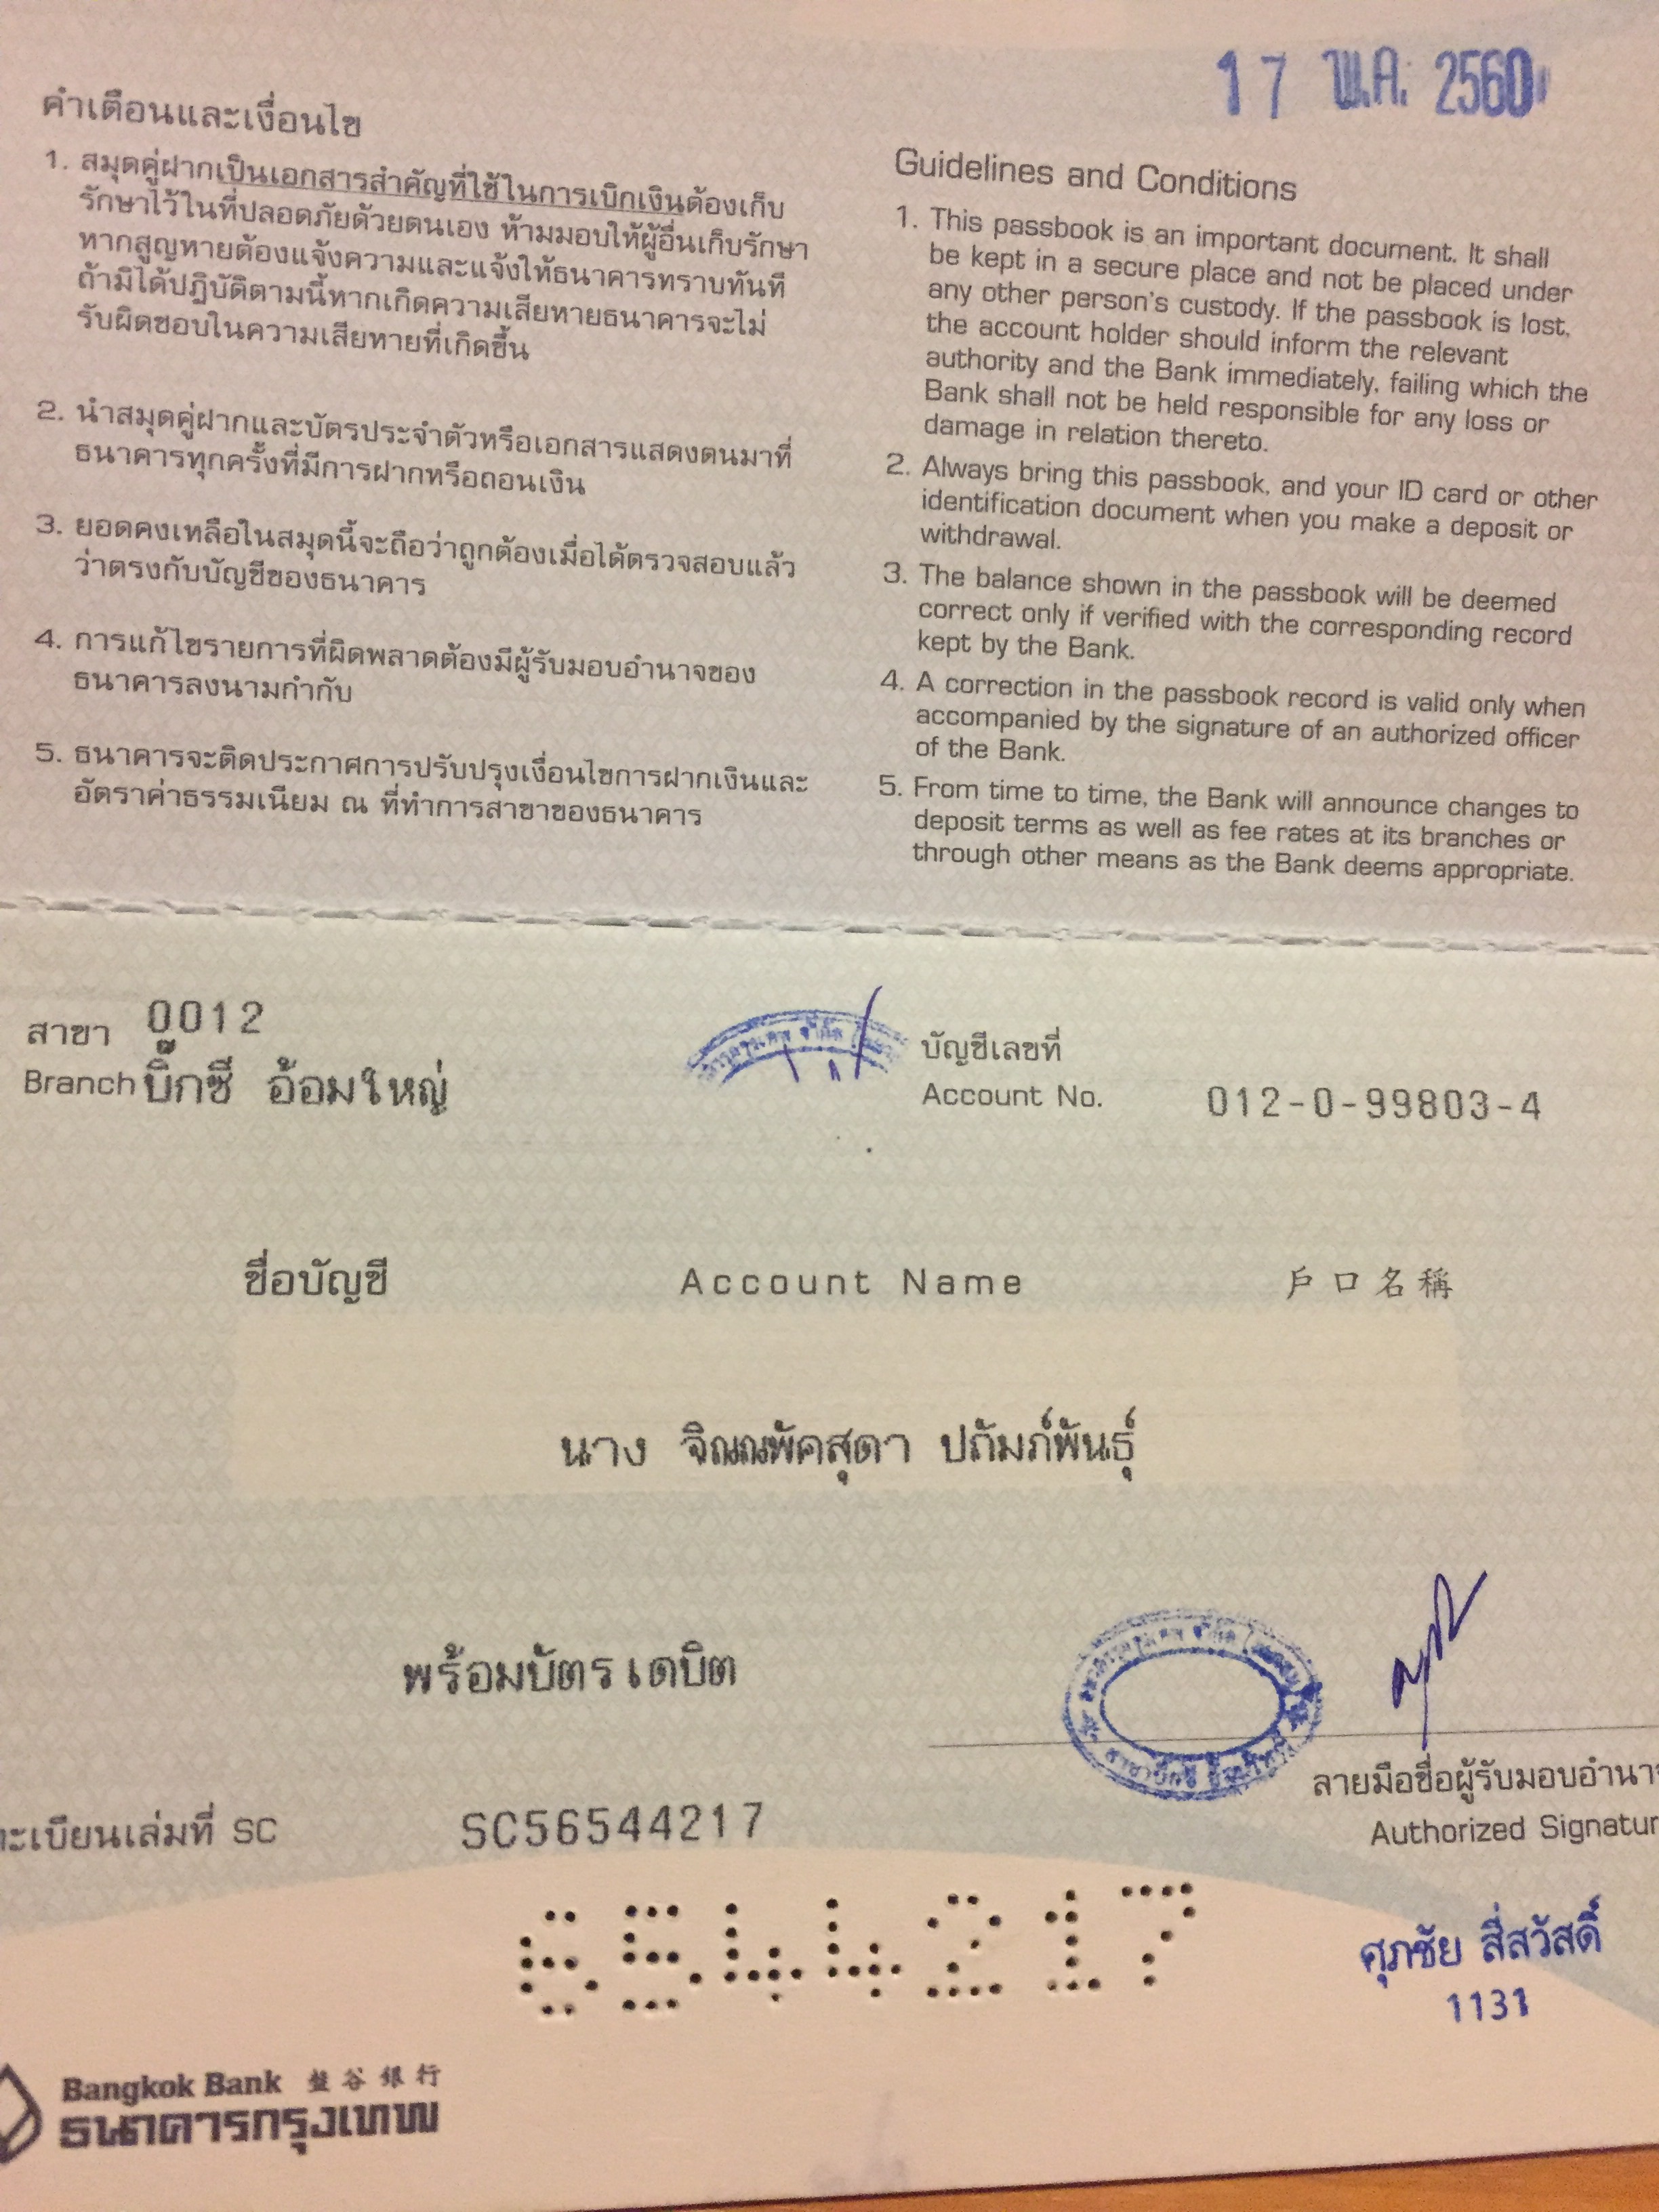 17 พ.ค. 2560
คำเตือนและเงื่อนไข
1. สมุดคู่ฝากเป็นเอกสารสำคัญที่ใช้ในการเบิกเงินต้องเก็บ
รักษาไว้ในที่ปลอดภัยด้วยตนเอง ห้ามมอบให้ผู้อื่นเก็บรักษา
หากสูญหายต้องแจ้งความและแจ้งให้ธนาคารทราบทันที
ถ้ามิได้ปฏิบัติตามนี้หากเกิดความเสียหายธนาคารจะไม่
รับผิดชอบในความเสียหายที่เกิดขึ้น
2. นำสมุดคู่ฝากและบัตรประจำตัวหรือเอกสารแสดงตนมาที่
ธนาคารทุกครั้งที่มีการฝากหรือถอนเงิน
3. ยอดคงเหลือในสมุดนี้จะถือว่าถูกต้องเมื่อได้ตรวจสอบแล้ว
ว่าตรงกับบัญชีของธนาคาร
4. การแก้ไขรายการที่ผิดพลาดต้องมีผู้รับมอบอำนาจของ
ธนาคารลงนามกำกับ
5. ธนาคารจะติดประกาศการปรับปรุงเงื่อนไขการฝากเงินและ
อัตราค่าธรรมเนียม ณ ที่ทำการสาขาของธนาคาร
Guidelines and Conditions
1. This passbook is an important document. It shall
be kept in a secure place and not be placed under
any other person's custody. If the passbook is lost,
the account holder should inform the relevant
authority and the Bank immediately, failing which the
Bank shall not be held responsible for any loss or
damage in relation thereto.
2. Always bring this passbook, and your ID card or other
identification document when you make a deposit or
withdrawal.
3. The balance shown in the passbook will be deemed
correct only if verified with the corresponding record
kept by the Bank.
4. A correction in the passbook record is valid only when
accompanied by the signature of an authorized officer
of the Bank.
5. From time to time, the Bank will announce changes to
deposit terms as well as fee rates at its branches or
through other means as the Bank deems appropriate.
สาขา 0012
Branch บิ๊กซี อ้อมใหญ่
บัญชีเลขที่
Account No. 012-0-99803-4
ชื่อบัญชี Account Name 戶口名稱
นาง จิณณพัคสุดา ปถัมภ์พันธุ์
พร้อมบัตรเดบิต
ลายมือชื่อผู้รับมอบอำนา
Authorized Signatur
ทะเบียนเล่มที่ SC SC56544217
6544217
ศุภชัย สี่สวัสดิ์
1131
Bangkok Bank 盤谷銀行
ธนาคารกรุงเทพ